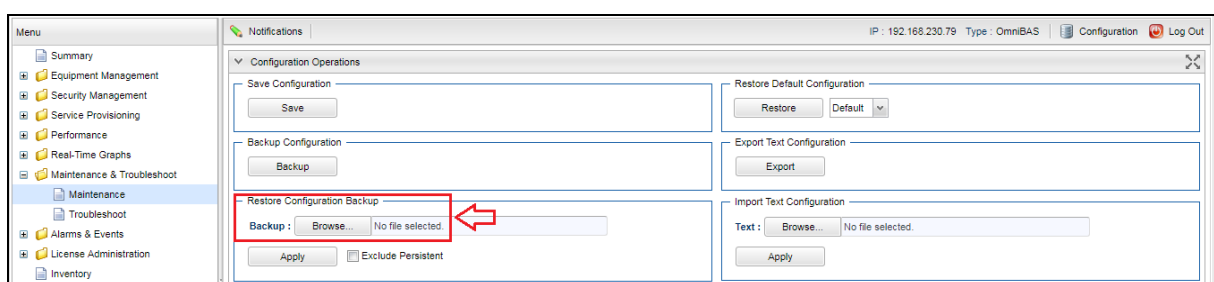 Menu
Summary
Equipment Management
Security Management
Service Provisioning
Performance
Real-Time Graphs
Maintenance & Troubleshoot
Maintenance
Troubleshoot
Alarms & Events
License Administration
Inventory
Notifications
IP : 192.168.230.79 Type : OmniBAS Configuration Log Out
Configuration Operations
Save Configuration
Save
Restore Default Configuration
Restore Default
Backup Configuration
Backup
Export Text Configuration
Export
Restore Configuration Backup
Backup : Browse... No file selected.
Apply Exclude Persistent
Import Text Configuration
Text : Browse... No file selected.
Apply